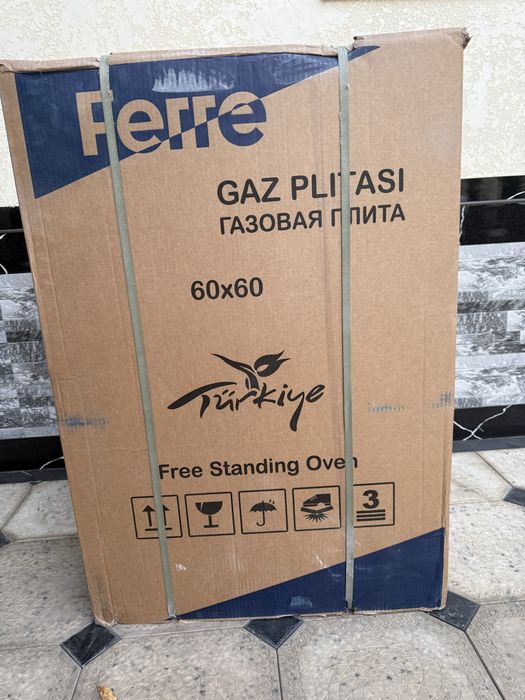 Ferre
GAZ PLITASI
ГАЗОВАЯ ПЛИТА
60x60
Türkiye
Free Standing Oven
3